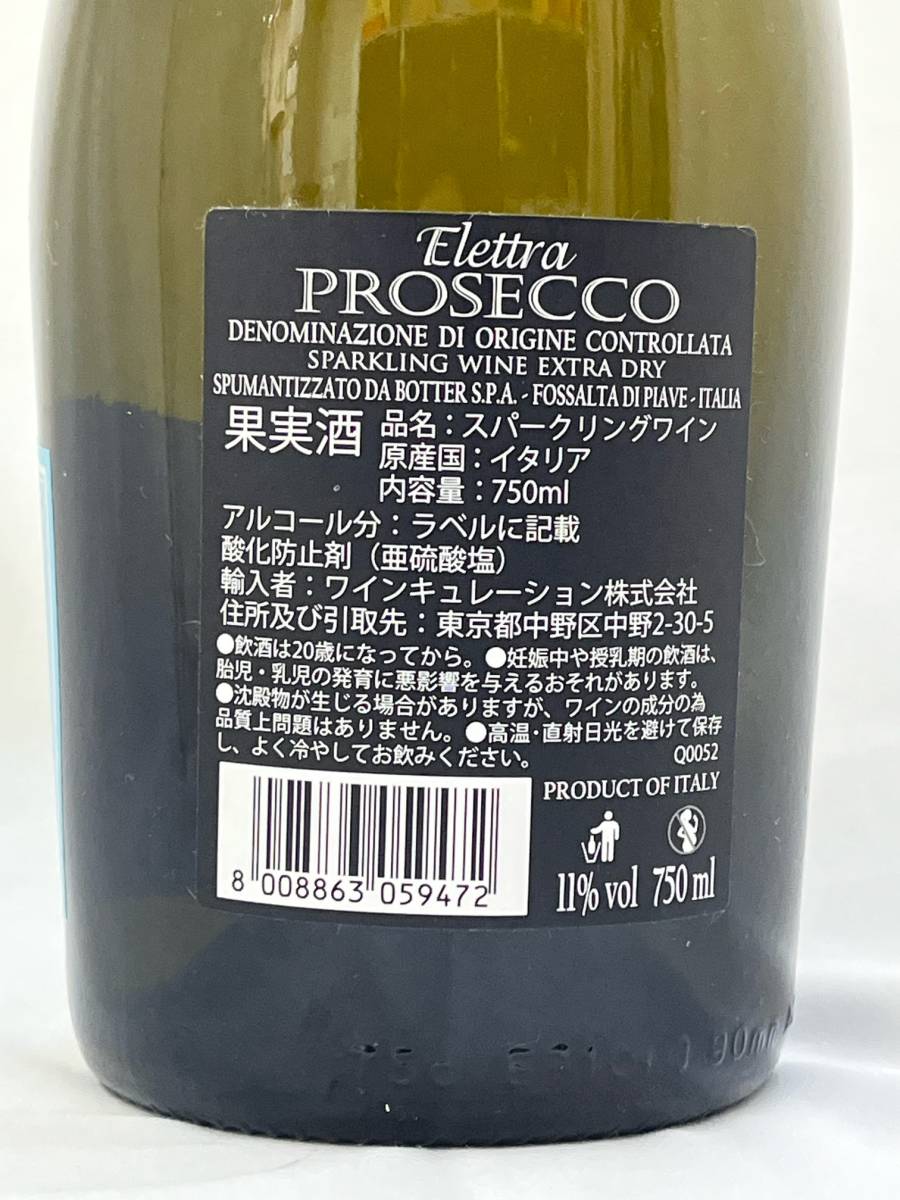 Elettra
PROSECCO
DENOMINAZIONE DI ORIGINE CONTROLLATA
SPARKLING WINE EXTRA DRY
SPUMANTIZZATO DA BOTTER S.P.A. - FOSSALTA DI PIAVE - ITALIA
果実酒 品名：スパークリングワイン
原産国：イタリア
内容量：750ml
アルコール分：ラベルに記載
酸化防止剤（亜硫酸塩）
輸入者：ワインキュレーション株式会社
住所及び引取先：東京都中野区中野2-30-5
●飲酒は20歳になってから。●妊娠中や授乳期の飲酒は、
胎児・乳児の発育に悪影響を与えるおそれがあります。
●沈殿物が生じる場合がありますが、ワインの成分の為
品質上問題はありません。●高温・直射日光を避けて保存
し、よく冷やしてお飲みください。 Q0052
PRODUCT OF ITALY
8 008863 059472
11% vol 750 ml